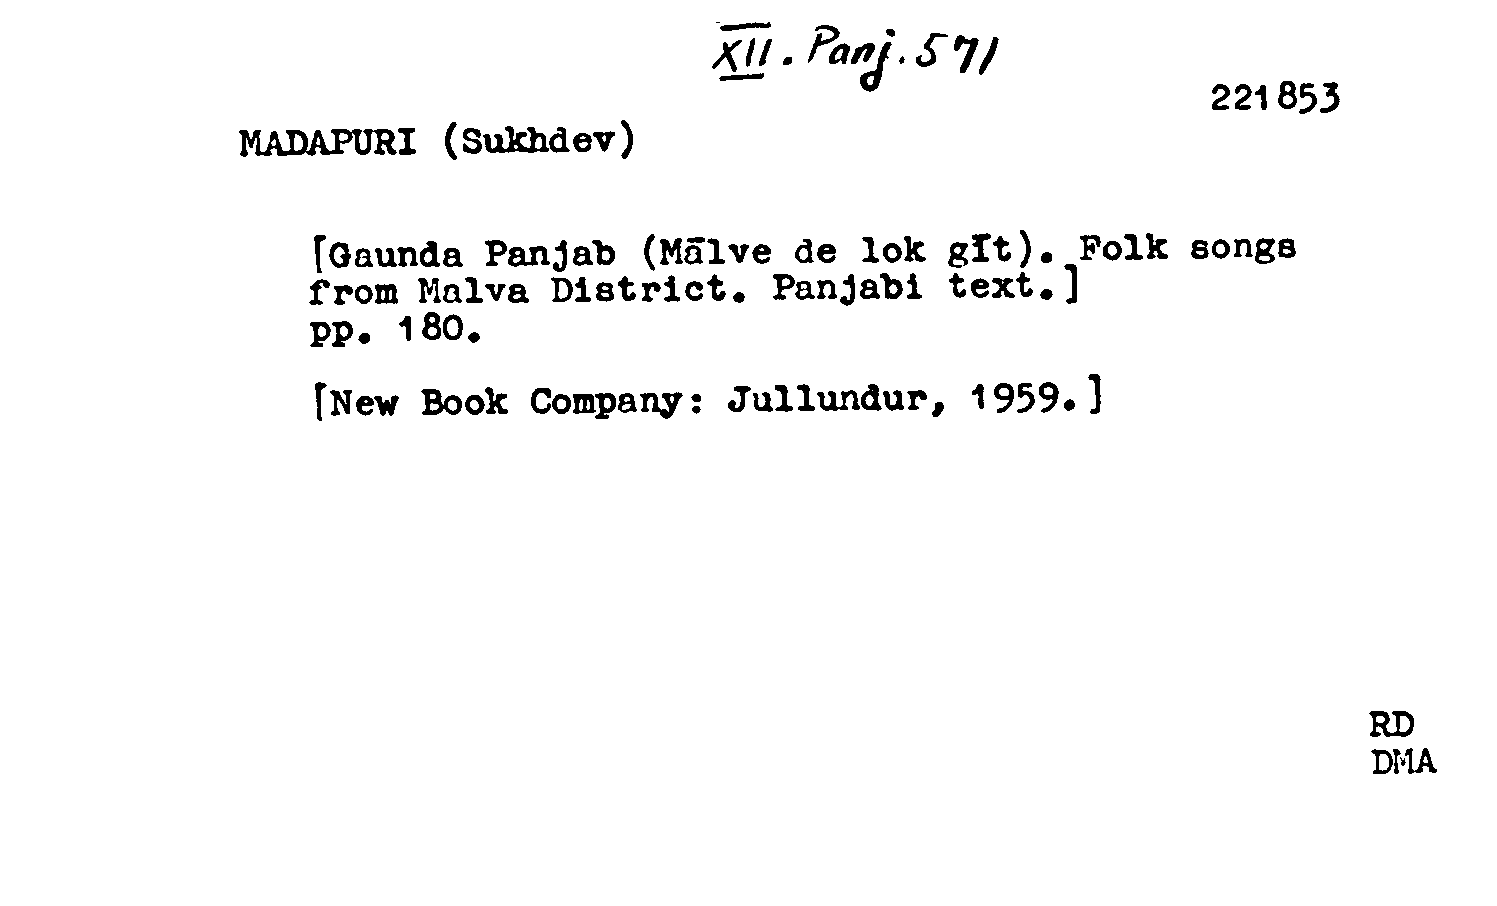 XII. Panj. 571
221853
MADAPURI (Sukhdev)
[Gaunda Panjab (Mālve de lok gīt). Folk songs
from Malva District. Panjabi text.]
pp. 180.
[New Book Company: Jullundur, 1959.]
RD
DMA